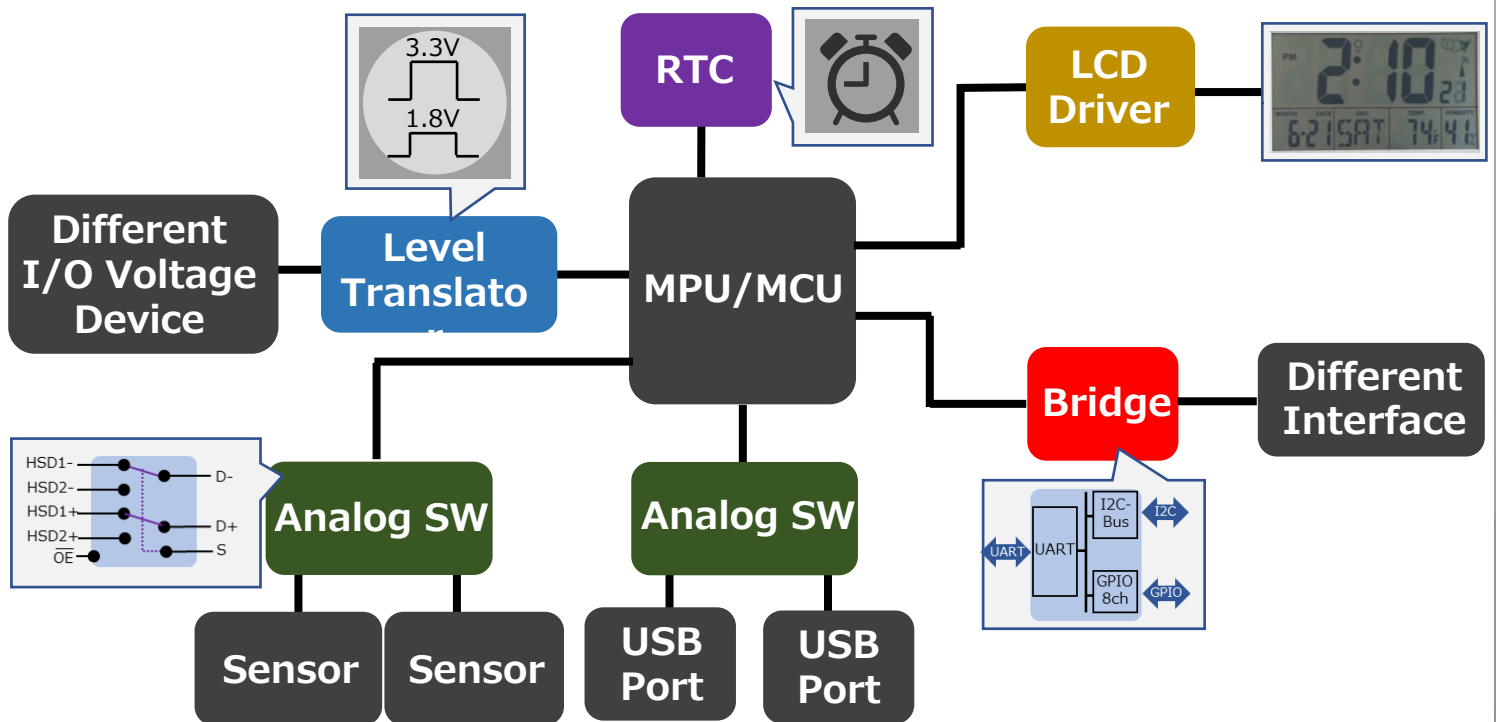 3.3V
1.8V
RTC
LCD
Driver
PM
2:10
23
MONTH DATE DAY TEMP. HUMIDITY
6·21 SAT 74°F 41%
Different
I/O Voltage
Device
Level
Translato
r
MPU/MCU
Bridge
Different
Interface
HSD1-
HSD2-
HSD1+
HSD2+
OE
D-
D+
S
Analog SW
Analog SW
UART
UART
I2C-
Bus
I2C
GPIO
8ch
GPIO
Sensor
Sensor
USB
Port
USB
Port